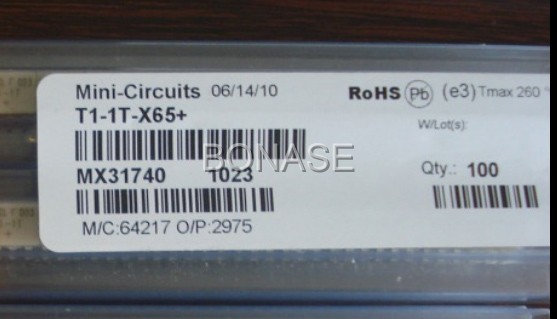 Mini-Circuits 06/14/10 RoHS Pb (e3) Tmax 260
T1-1T-X65+
W/Lot(s):
BONASE
MX31740 1023 Qty.: 100
M/C:64217 O/P:2975